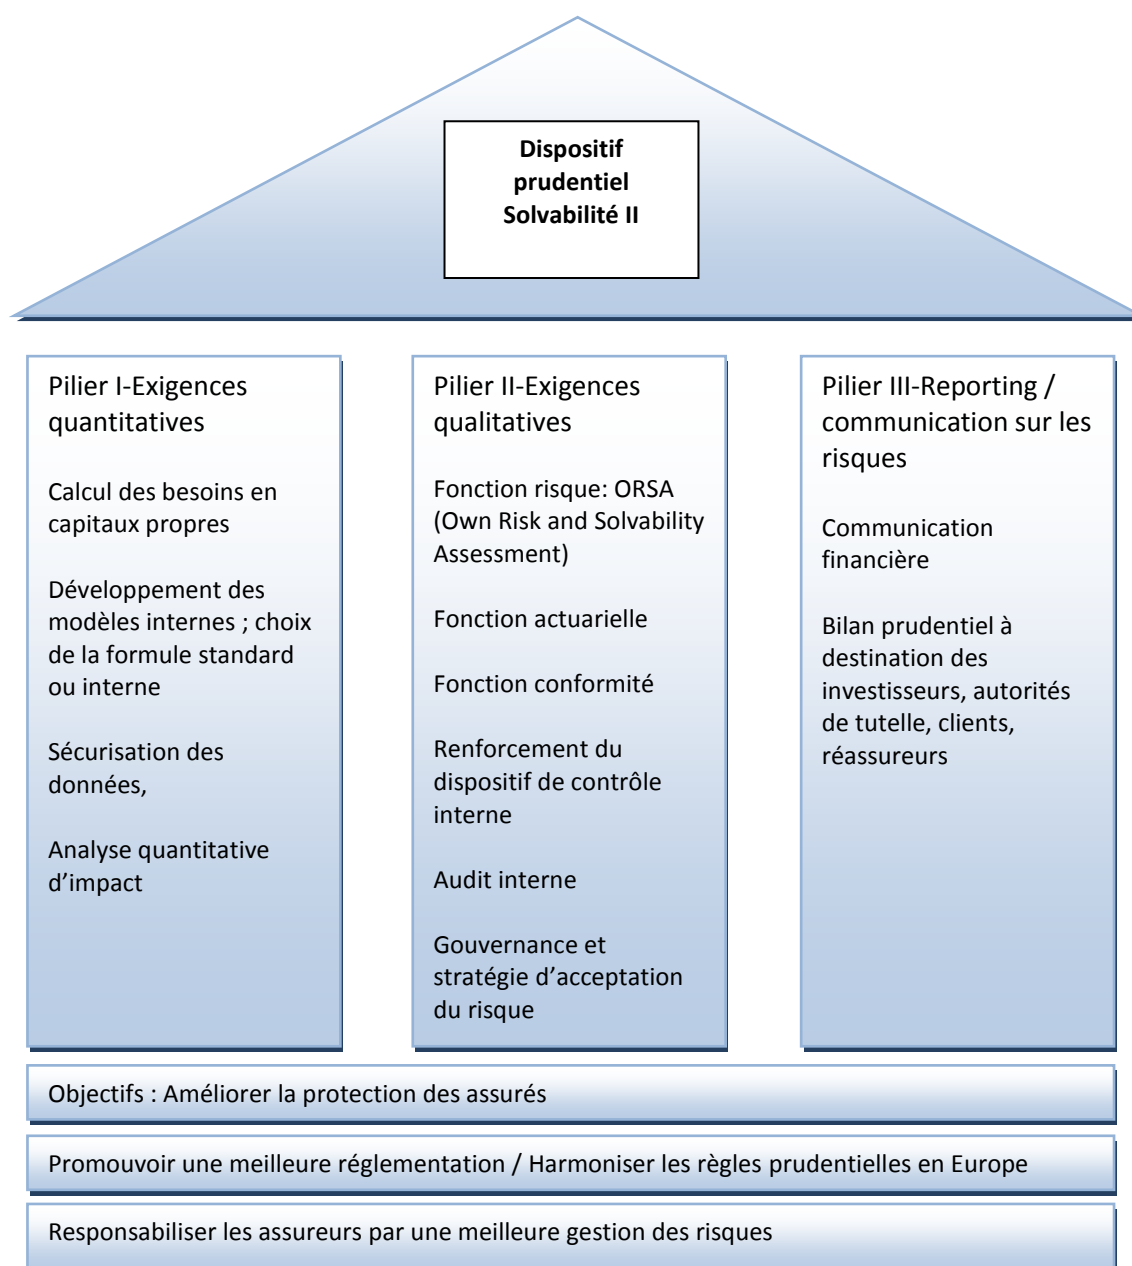 Dispositif
prudentiel
Solvabilité II
Pilier I-Exigences
quantitatives
Calcul des besoins en
capitaux propres
Développement des
modèles internes ; choix
de la formule standard
ou interne
Sécurisation des
données,
Analyse quantitative
d’impact
Pilier II-Exigences
qualitatives
Fonction risque: ORSA
(Own Risk and Solvability
Assessment)
Fonction actuarielle
Fonction conformité
Renforcement du
dispositif de contrôle
interne
Audit interne
Gouvernance et
stratégie d’acceptation
du risque
Pilier III-Reporting /
communication sur les
risques
Communication
financière
Bilan prudentiel à
destination des
investisseurs, autorités
de tutelle, clients,
réassureurs
Objectifs : Améliorer la protection des assurés
Promouvoir une meilleure réglementation / Harmoniser les règles prudentielles en Europe
Responsabiliser les assureurs par une meilleure gestion des risques